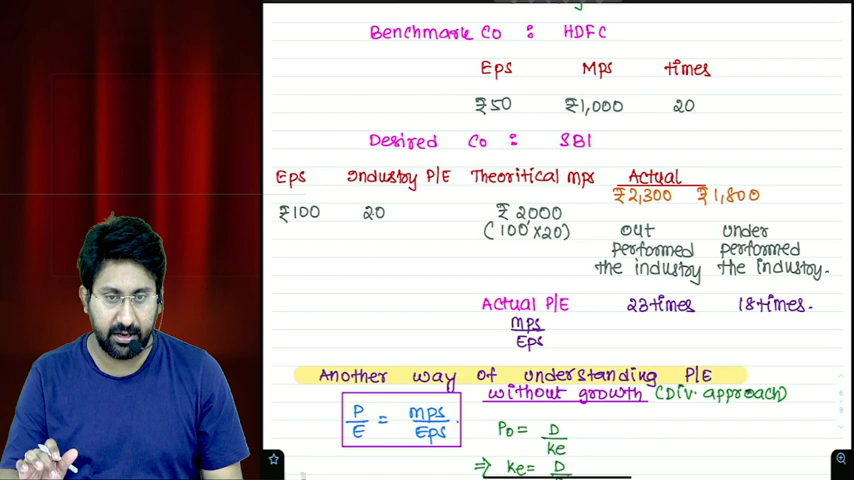 Benchmark Co : HDFC
Eps Mps times
₹50 ₹1,000 20
Desired Co : SBI
Eps Industry P/E Theoritical mps Actual
₹2,300 ₹1,800
₹100 20 ₹2000
(100 x 20) out under
performed performed
the industry the industry.
Actual P/E 23times 18times.
Mps
Eps
Another way of understanding P/E
without growth (Div. approach)
P/E = MPS/EPS.
Po = D/ke
⇒ ke = D